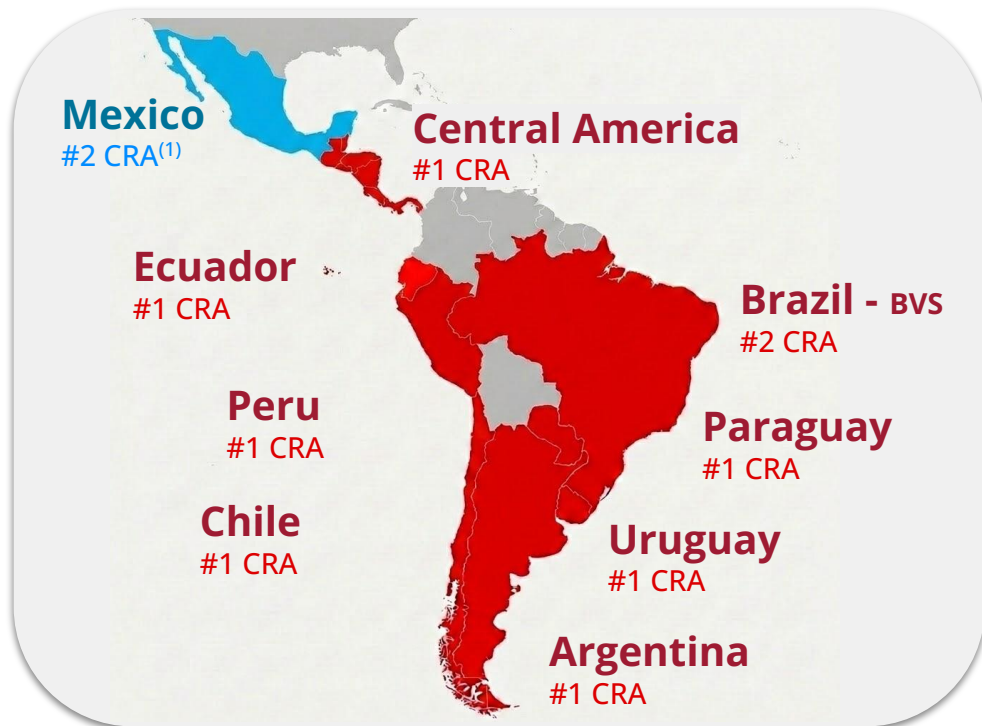 Mexico
#2 CRA(1)
Central America
#1 CRA
Ecuador
#1 CRA
Brazil - BVS
#2 CRA
Peru
#1 CRA
Paraguay
#1 CRA
Chile
#1 CRA
Uruguay
#1 CRA
Argentina
#1 CRA